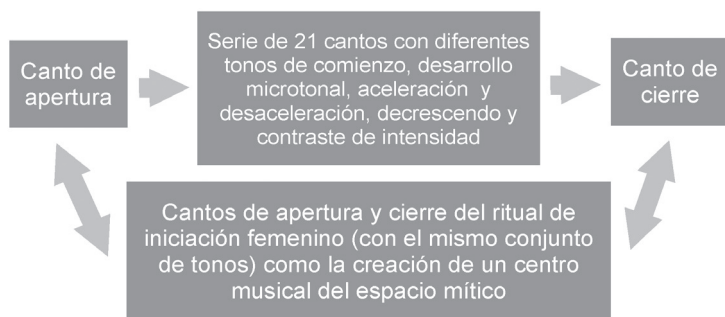 Canto de
apertura
Serie de 21 cantos con diferentes
tonos de comienzo, desarrollo
microtonal, aceleración y
desaceleración, decrescendo y
contraste de intensidad
Canto de
cierre
Cantos de apertura y cierre del ritual de
iniciación femenino (con el mismo conjunto
de tonos) como la creación de un centro
musical del espacio mítico